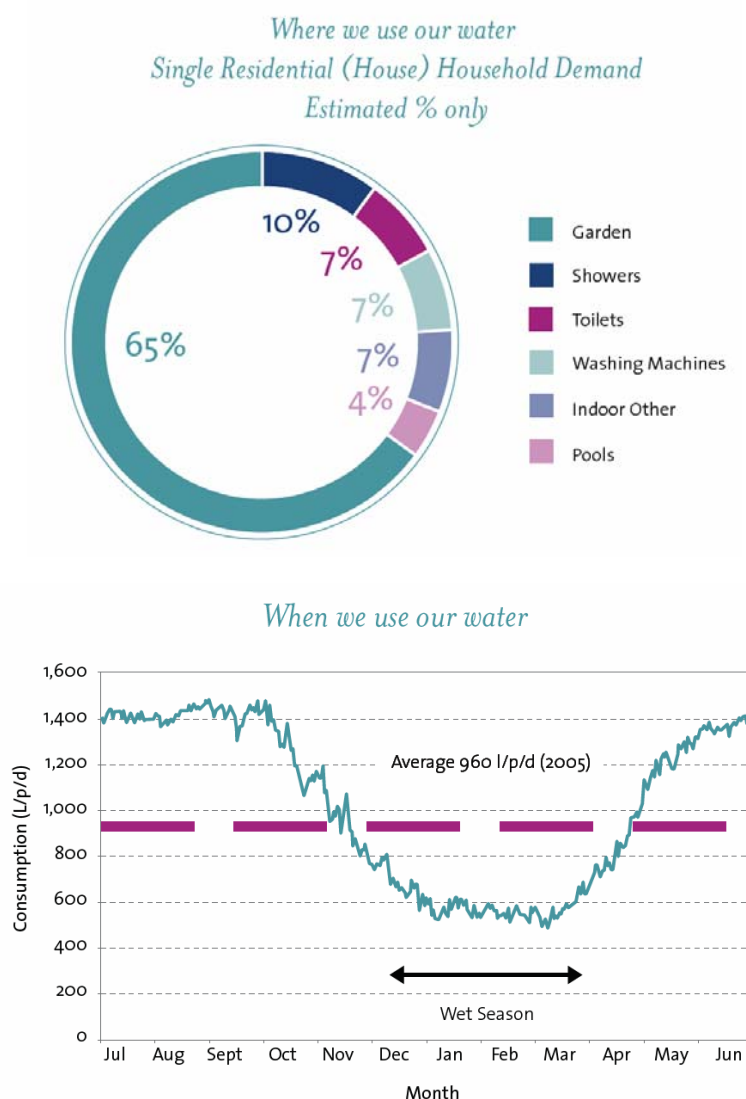 Where we use our water
Single Residential (House) Household Demand
Estimated % only
10%
7%
7%
7%
4%
65%
Garden
Showers
Toilets
Washing Machines
Indoor Other
Pools
When we use our water
1,600
1,400
1,200
1,000
800
600
400
200
0
Consumption (L/p/d)
Average 960 l/p/d (2005)
Wet Season
Jul Aug Sept Oct Nov Dec Jan Feb Mar Apr May Jun
Month